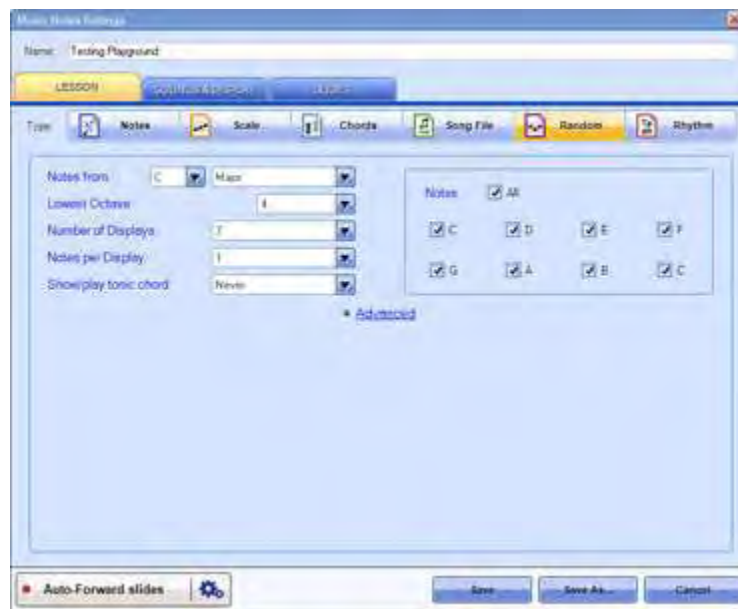 Music Notes Settings
Name: Testing Playground
LESSON SOUNDS & DISPLAY
Type: Notes Scale Chords Song File Random Rhythm
Notes from C Major
Lowest Octave 4
Number of Displays 7
Notes per Display 1
Show/play tonic chord Never
Notes All
C D E F
G A B C
Advanced
Auto-Forward slides Save Save As... Cancel